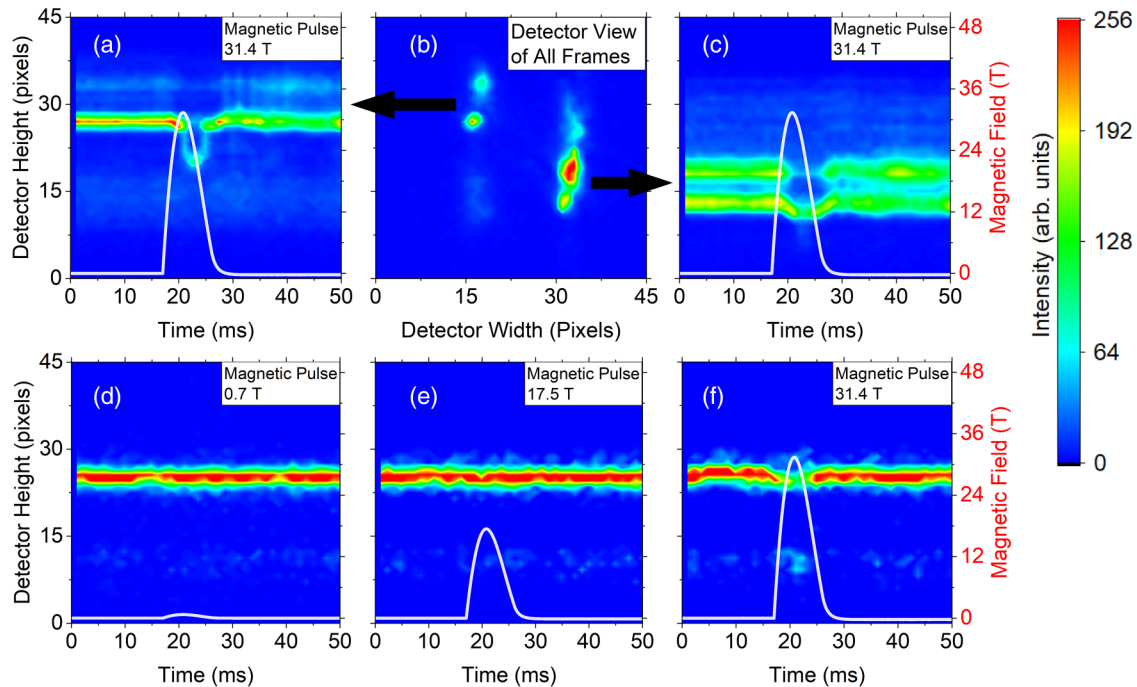 45
30
15
0
Detector Height (pixels)
(a)
Magnetic Pulse
31.4 T
0 10 20 30 40 50
Time (ms)
(b)
Detector View
of All Frames
0 15 30 45
Detector Width (Pixels)
(c)
Magnetic Pulse
31.4 T
48
36
24
12
0
Magnetic Field (T)
0 10 20 30 40 50
Time (ms)
256
192
128
64
0
Intensity (arb. units)
45
30
15
0
Detector Height (pixels)
(d)
Magnetic Pulse
0.7 T
0 10 20 30 40 50
Time (ms)
(e)
Magnetic Pulse
17.5 T
0 10 20 30 40 50
Time (ms)
(f)
Magnetic Pulse
31.4 T
48
36
24
12
0
Magnetic Field (T)
0 10 20 30 40 50
Time (ms)